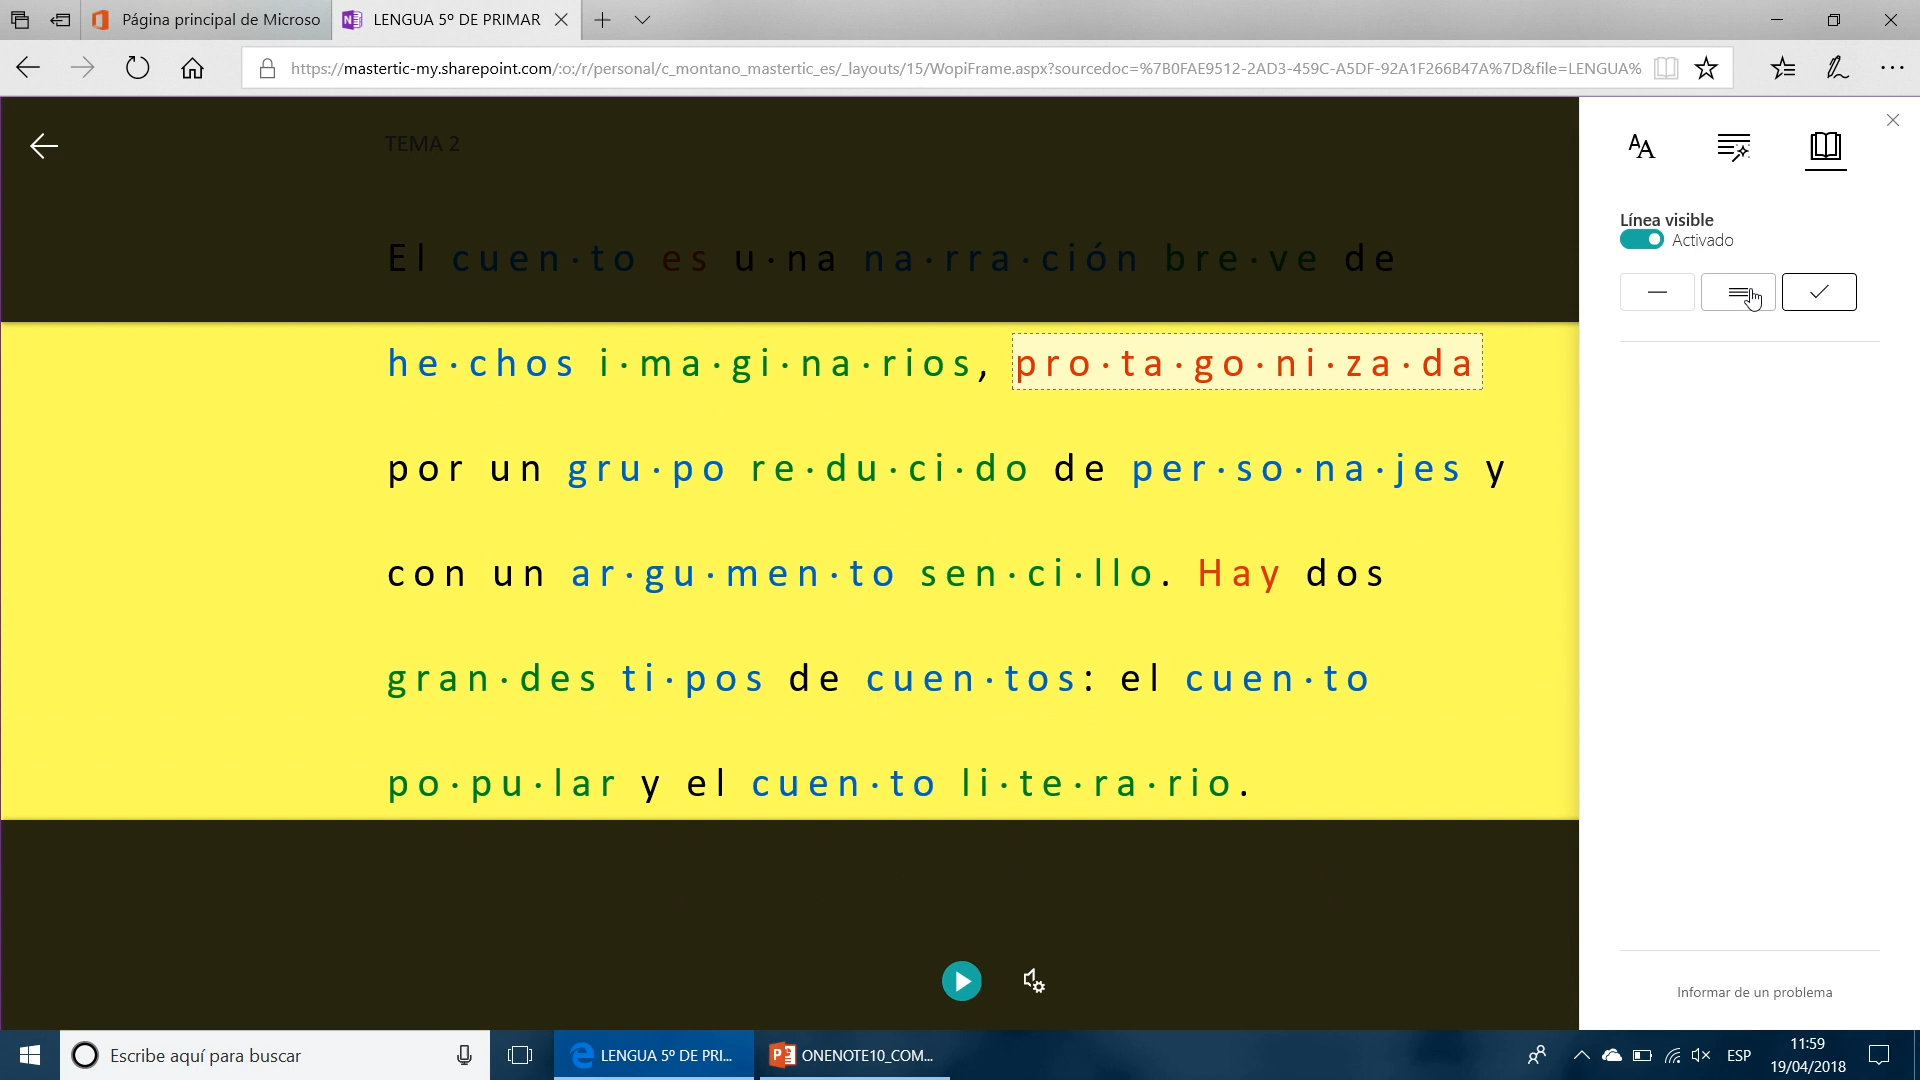 Página principal de Microso
LENGUA 5º DE PRIMAR
https://mastertic-my.sharepoint.com/:o:/r/personal/c_montano_mastertic_es/_layouts/15/WopiFrame.aspx?sourcedoc=%7B0FAE9512-2AD3-459C-A5DF-92A1F266B47A%7D&file=LENGUA%
TEMA 2
El cuen·to es u·na na·rra·ción bre·ve de
he·chos i·ma·gi·na·rios, pro·ta·go·ni·za·da
por un gru·po re·du·ci·do de per·so·na·jes y
con un ar·gu·men·to sen·ci·llo. Hay dos
gran·des ti·pos de cuen·tos: el cuen·to
po·pu·lar y el cuen·to li·te·ra·rio.
Línea visible
Activado
Informar de un problema
Escribe aquí para buscar
LENGUA 5º DE PRI...
ONENOTE10_COM...
ESP
11:59
19/04/2018